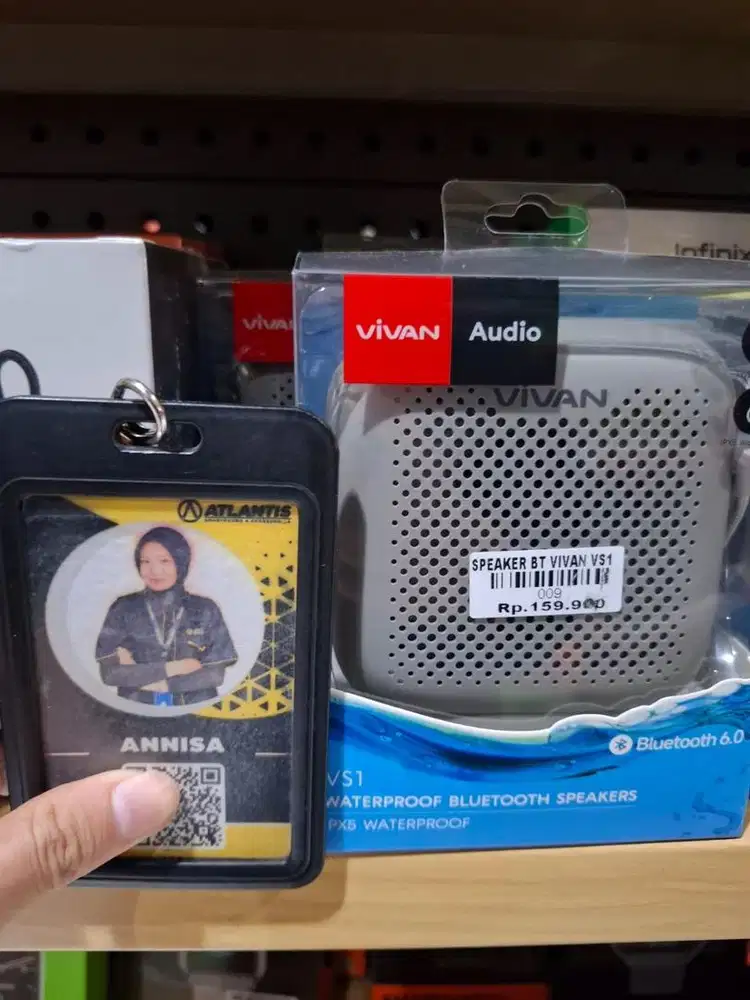 Infinix
VIVAN
VIVAN
Audio
VIVAN
ATLANTIS
SPEAKER BT VIVAN VS1
009
Rp.159.900
ANNISA
Bluetooth 6.0
VS1
WATERPROOF BLUETOOTH SPEAKERS
IPX5 WATERPROOF